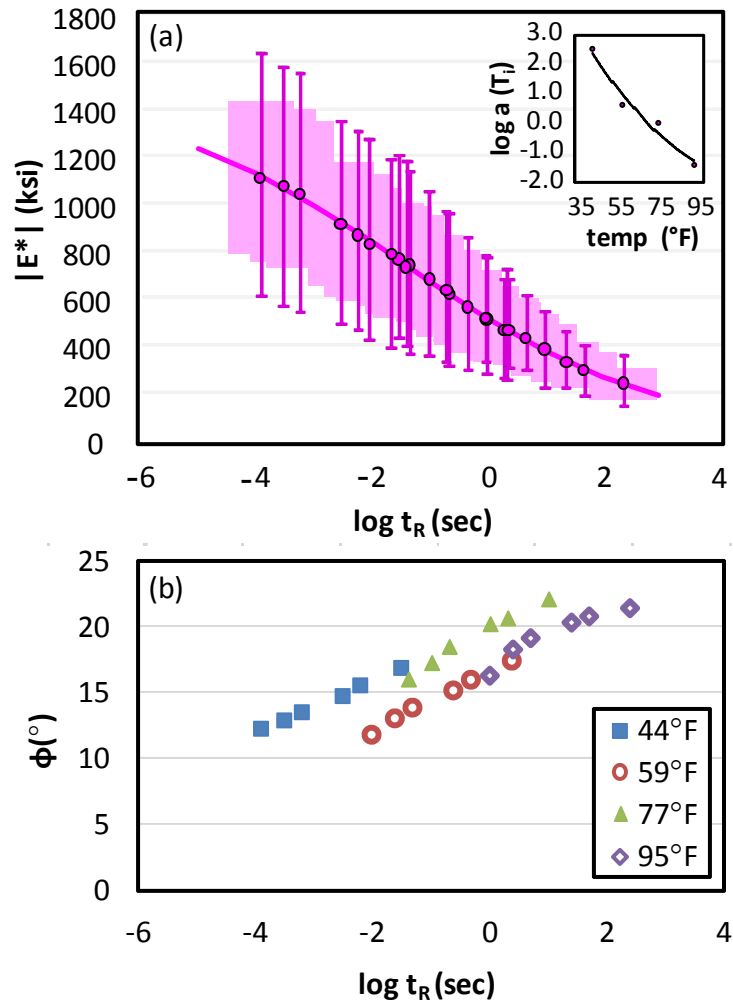 1800
1600
1400
1200
1000
800
600
400
200
0
|E*| (ksi)
(a)
3.0
2.0
1.0
0.0
-1.0
-2.0
log a (Tᵢ)
35 55 75 95
temp (°F)
-6 -4 -2 0 2 4
log t_R (sec)
25
20
15
10
5
0
ϕ(°)
(b)
44°F
59°F
77°F
95°F
-6 -4 -2 0 2 4
log t_R (sec)